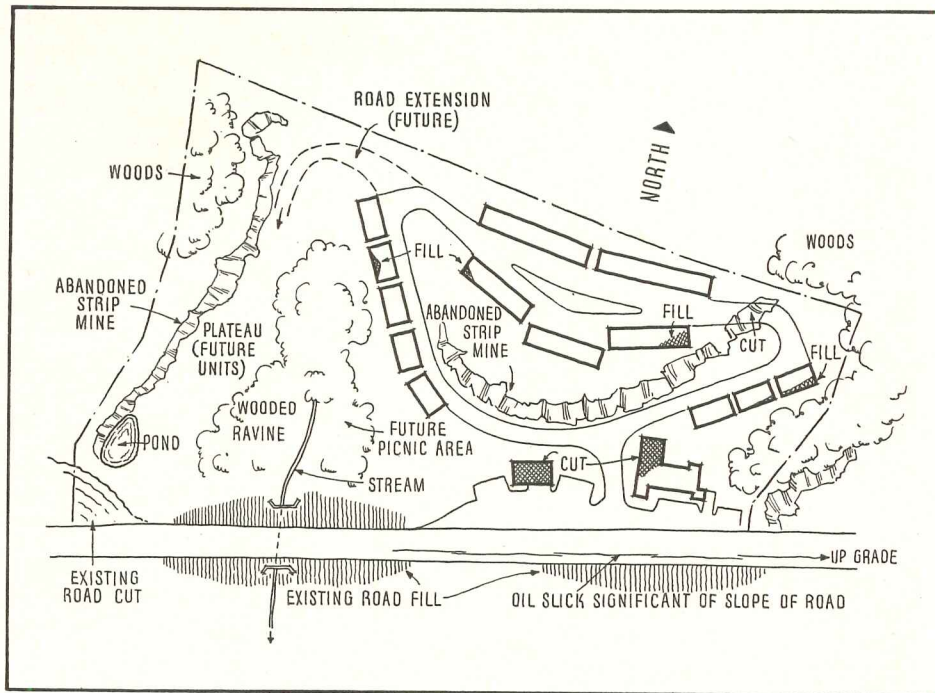 ROAD EXTENSION
(FUTURE)
NORTH
WOODS
WOODS
FILL
ABANDONED
STRIP
MINE
ABANDONED
STRIP
MINE
FILL
CUT
FILL
PLATEAU
(FUTURE
UNITS)
WOODED
RAVINE
FUTURE
PICNIC AREA
POND
CUT
STREAM
UP GRADE
EXISTING
ROAD CUT
EXISTING ROAD FILL
OIL SLICK SIGNIFICANT OF SLOPE OF ROAD